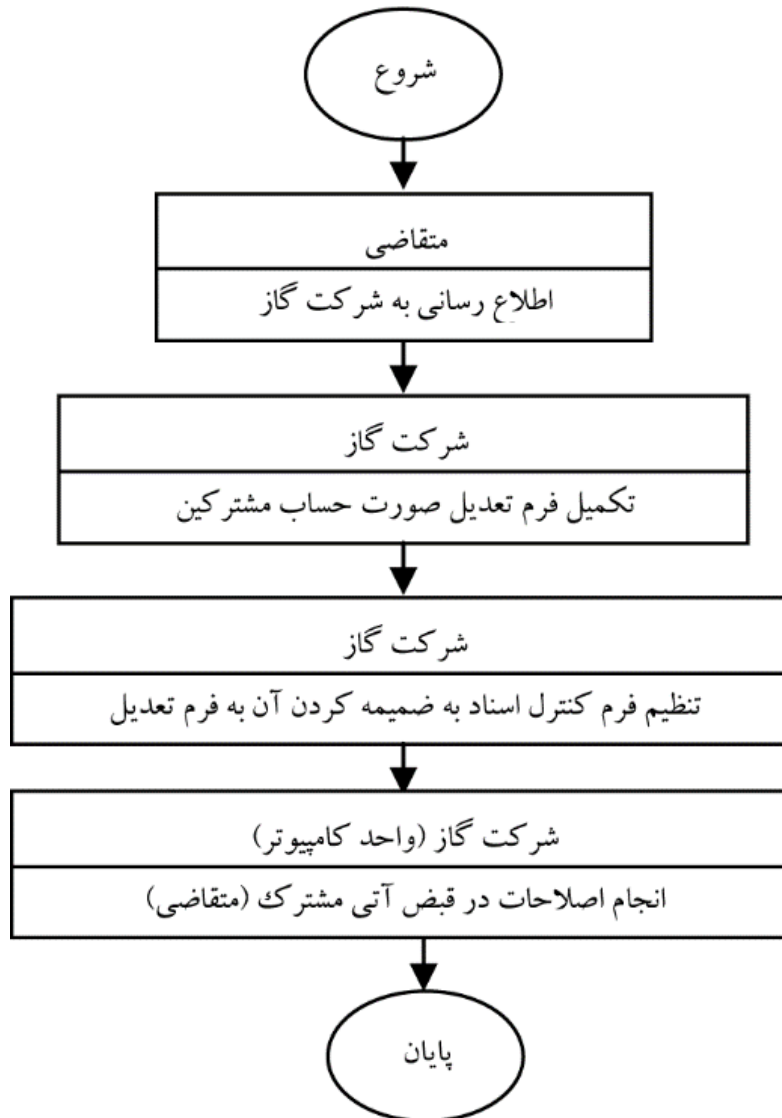 شروع
متقاضی
اطلاع رسانی به شرکت گاز
شرکت گاز
تکمیل فرم تعدیل صورت حساب مشترکین
شرکت گاز
تنظیم فرم کنترل اسناد به ضمیمه کردن آن به فرم تعدیل
شرکت گاز (واحد کامپیوتر)
انجام اصلاحات در قبض آتی مشترك (متقاضی)
پایان